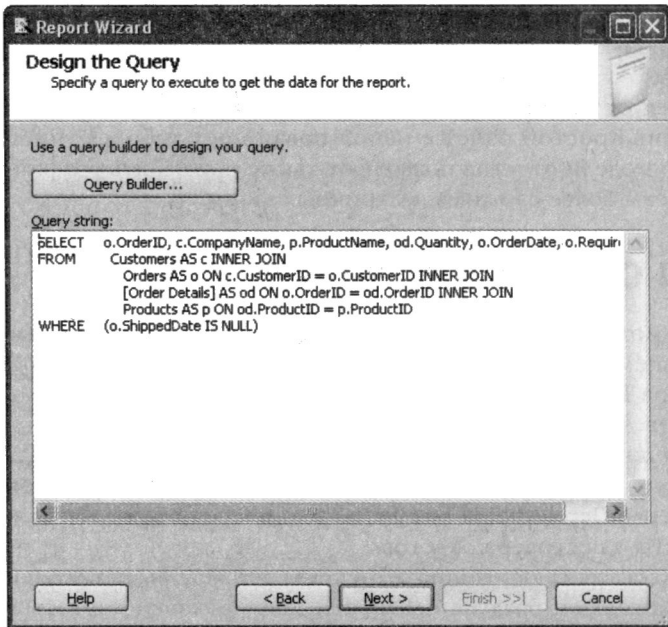 Report Wizard
Design the Query
Specify a query to execute to get the data for the report.
Use a query builder to design your query.
Query Builder...
Query string:
SELECT o.OrderID, c.CompanyName, p.ProductName, od.Quantity, o.OrderDate, o.Requir
FROM Customers AS c INNER JOIN
Orders AS o ON c.CustomerID = o.CustomerID INNER JOIN
[Order Details] AS od ON o.OrderID = od.OrderID INNER JOIN
Products AS p ON od.ProductID = p.ProductID
WHERE (o.ShippedDate IS NULL)
Help < Back Next > Finish >>| Cancel